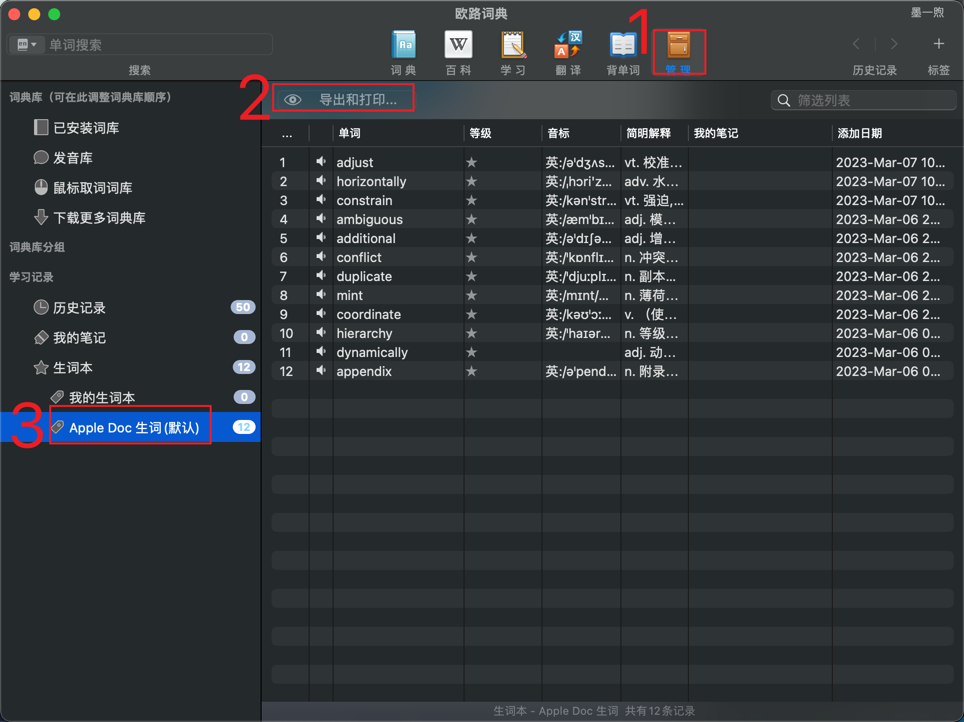 欧路词典
墨一煦
1
单词搜索
搜索
词典
百科
学习
翻译
背单词
管理
历史记录
标签
2
词典库（可在此调整词典库顺序）
已安装词库
发音库
鼠标取词词库
下载更多词典库
词典库分组
学习记录
历史记录 50
我的笔记 0
生词本 12
我的生词本 0
3
Apple Doc 生词(默认) 12
导出和打印...
筛选列表
... 单词 等级 音标 简明解释 我的笔记 添加日期
1 adjust ★ 英:/ə'dʒʌs... vt. 校准... 2023-Mar-07 10...
2 horizontally ★ 英:/ˌhɔri'z... adv. 水... 2023-Mar-07 10...
3 constrain ★ 英:/kən'str... vt. 强迫,... 2023-Mar-07 10...
4 ambiguous ★ 英:/æm'bɪ... adj. 模... 2023-Mar-06 2...
5 additional ★ 英:/ə'dɪʃə... adj. 增... 2023-Mar-06 2...
6 conflict ★ 英:/'kɒnflɪ... n. 冲突... 2023-Mar-06 2...
7 duplicate ★ 英:/'dju:plɪ... n. 副本... 2023-Mar-06 2...
8 mint ★ 英:/mɪnt/... n. 薄荷... 2023-Mar-06 2...
9 coordinate ★ 英:/kəʊ'ɔ:... v. （使... 2023-Mar-06 2...
10 hierarchy ★ 英:/'haɪər... n. 等级... 2023-Mar-06 0...
11 dynamically ★ adj. 动... 2023-Mar-06 0...
12 appendix ★ 英:/ə'pend... n. 附录... 2023-Mar-06 0...
生词本 - Apple Doc 生词 共有12条记录